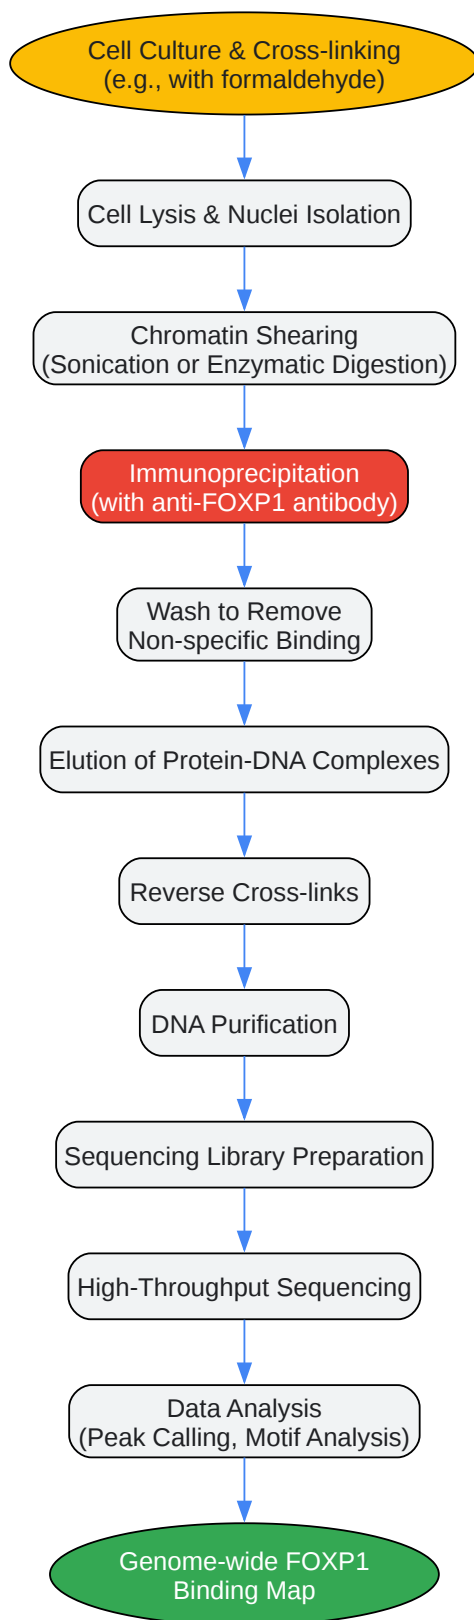 Cell Culture & Cross-linking
(e.g., with formaldehyde)
Cell Lysis & Nuclei Isolation
Chromatin Shearing
(Sonication or Enzymatic Digestion)
Immunoprecipitation
(with anti-FOXP1 antibody)
Wash to Remove
Non-specific Binding
Elution of Protein-DNA Complexes
Reverse Cross-links
DNA Purification
Sequencing Library Preparation
High-Throughput Sequencing
Data Analysis
(Peak Calling, Motif Analysis)
Genome-wide FOXP1
Binding Map